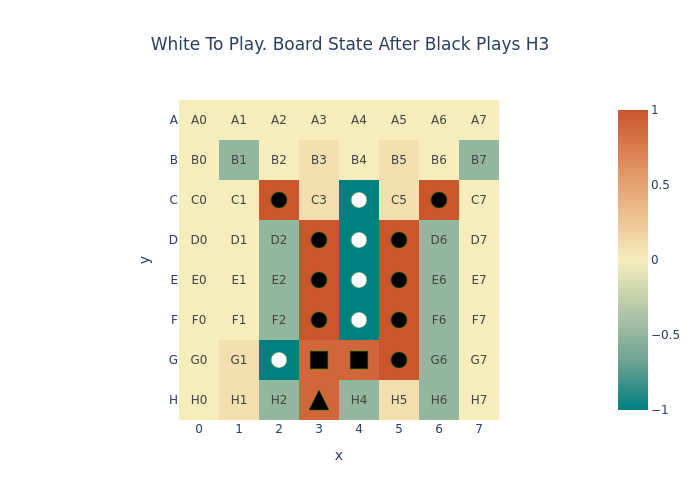 White To Play. Board State After Black Plays H3
A A0 A1 A2 A3 A4 A5 A6 A7
B B0 B1 B2 B3 B4 B5 B6 B7
C C0 C1 C3 C5 C7
D D0 D1 D2 D6 D7
E E0 E1 E2 E6 E7
F F0 F1 F2 F6 F7
G G0 G1 G6 G7
H H0 H1 H2 H4 H5 H6 H7
0 1 2 3 4 5 6 7
x
y
1
0.5
0
−0.5
−1